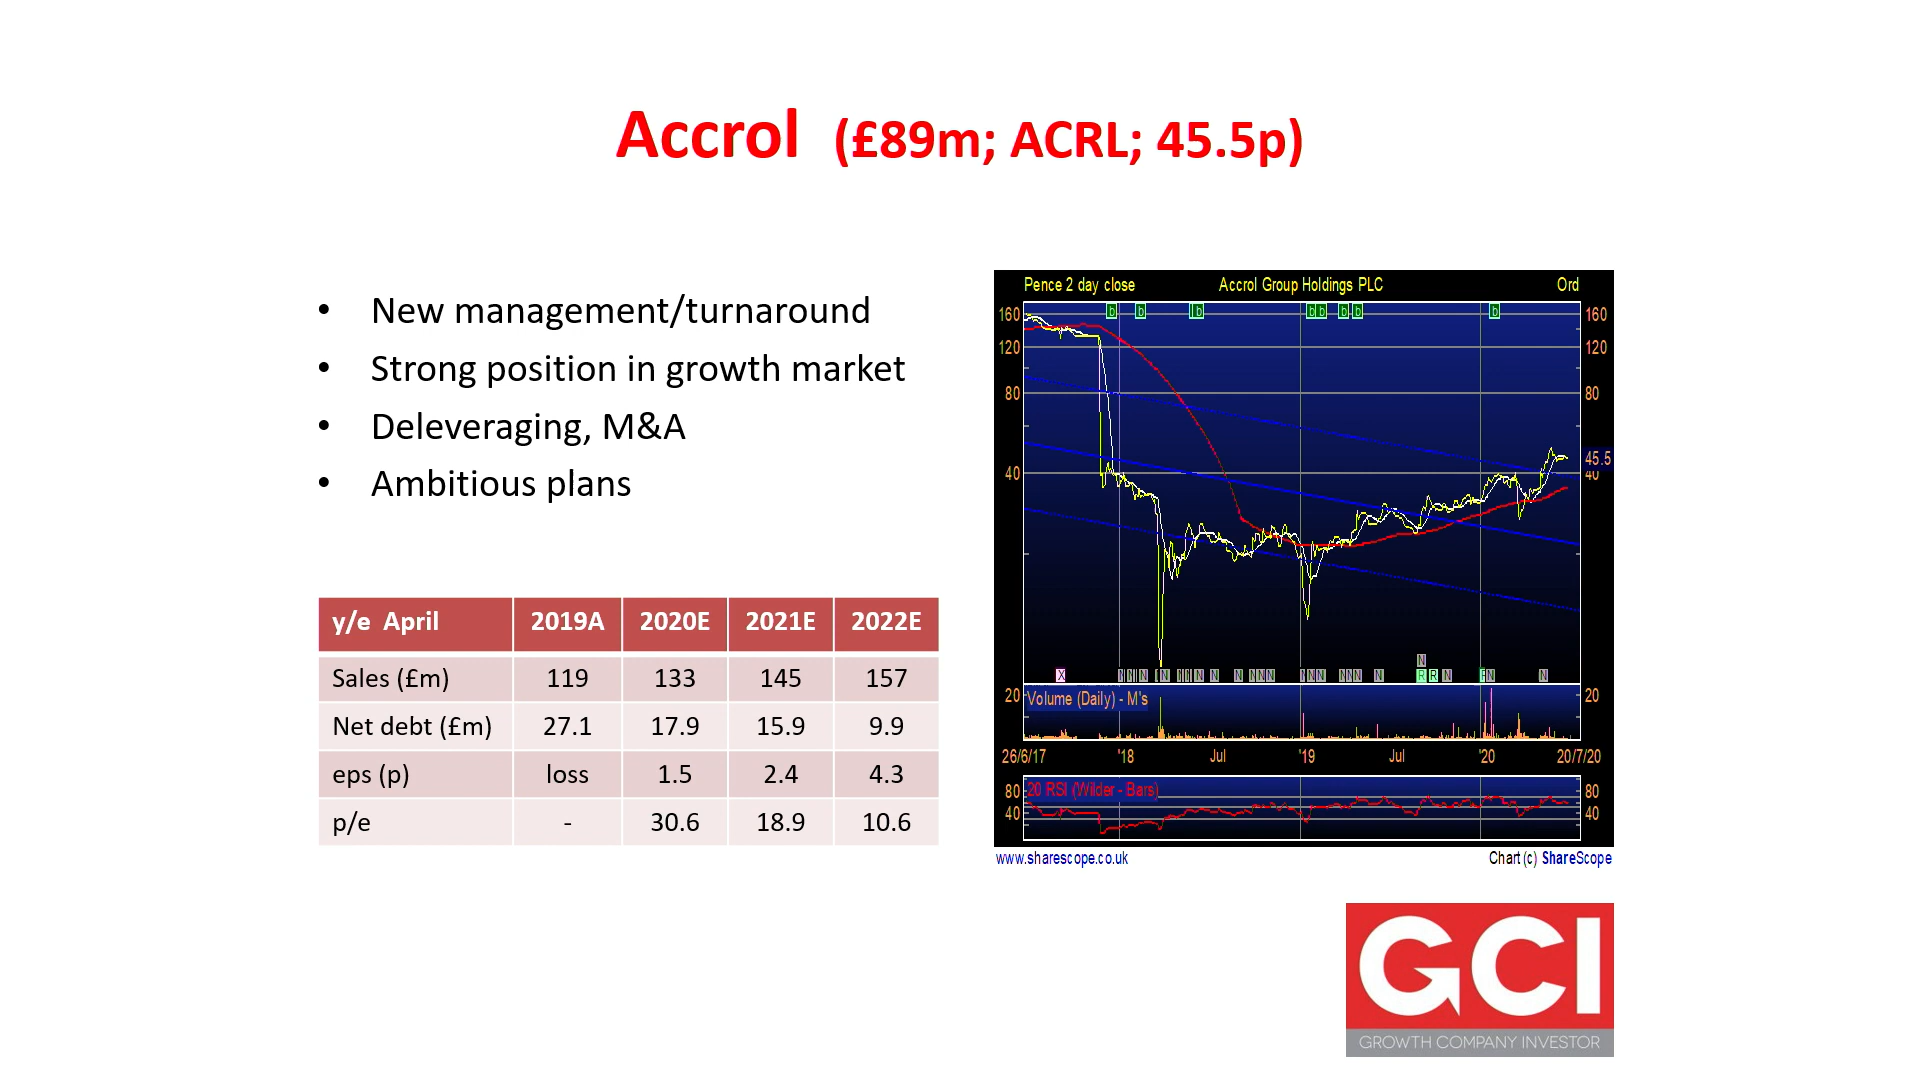 Accrol (£89m; ACRL; 45.5p)
• New management/turnaround
• Strong position in growth market
• Deleveraging, M&A
• Ambitious plans
y/e April 2019A 2020E 2021E 2022E
Sales (£m) 119 133 145 157
Net debt (£m) 27.1 17.9 15.9 9.9
eps (p) loss 1.5 2.4 4.3
p/e - 30.6 18.9 10.6
Pence 2 day close Accrol Group Holdings PLC Ord
160 160
120 120
80 80
45.5
40 40
20 Volume (Daily) - M's 20
26/6/17 '18 Jul '19 Jul '20 20/7/20
80 20 RSI (Wilder - Bars) 80
40 40
www.sharescope.co.uk Chart (c) ShareScope
GCI
GROWTH COMPANY INVESTOR